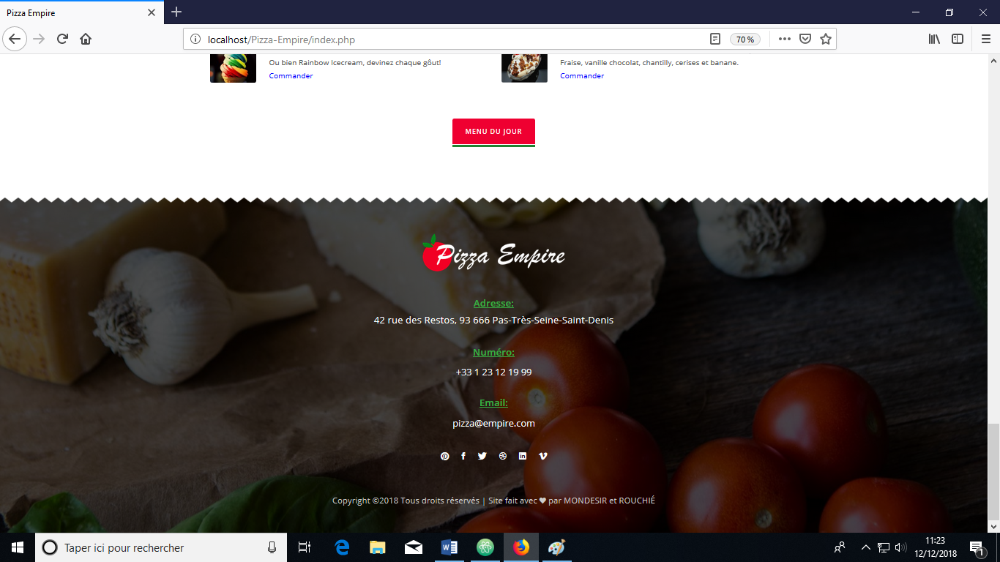 Pizza Empire
localhost/Pizza-Empire/index.php
70 %
Ou bien Rainbow Icecream, devinez chaque goût!
Commander
Fraise, vanille chocolat, chantilly, cerises et banane.
Commander
MENU DU JOUR
Pizza Empire
Adresse:
42 rue des Restos, 93 666 Pas-Très-Seine-Saint-Denis
Numéro:
+33 1 23 12 19 99
Email:
pizza@empire.com
Copyright ©2018 Tous droits réservés | Site fait avec ❤ par MONDESIR et ROUCHIÉ
Taper ici pour rechercher
11:23
12/12/2018
1